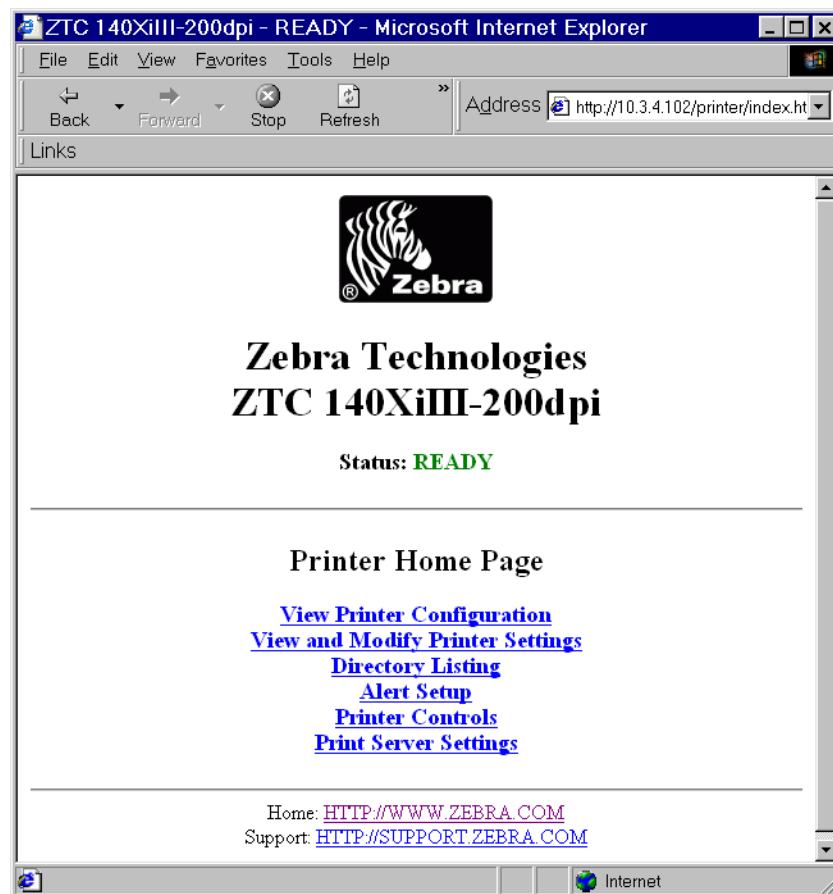 ZTC 140XiIII-200dpi - READY - Microsoft Internet Explorer
File Edit View Favorites Tools Help
Back Forward Stop Refresh » Address http://10.3.4.102/printer/index.ht
Links
® Zebra
Zebra Technologies
ZTC 140XiIII-200dpi
Status: READY
Printer Home Page
View Printer Configuration
View and Modify Printer Settings
Directory Listing
Alert Setup
Printer Controls
Print Server Settings
Home: HTTP://WWW.ZEBRA.COM
Support: HTTP://SUPPORT.ZEBRA.COM
Internet